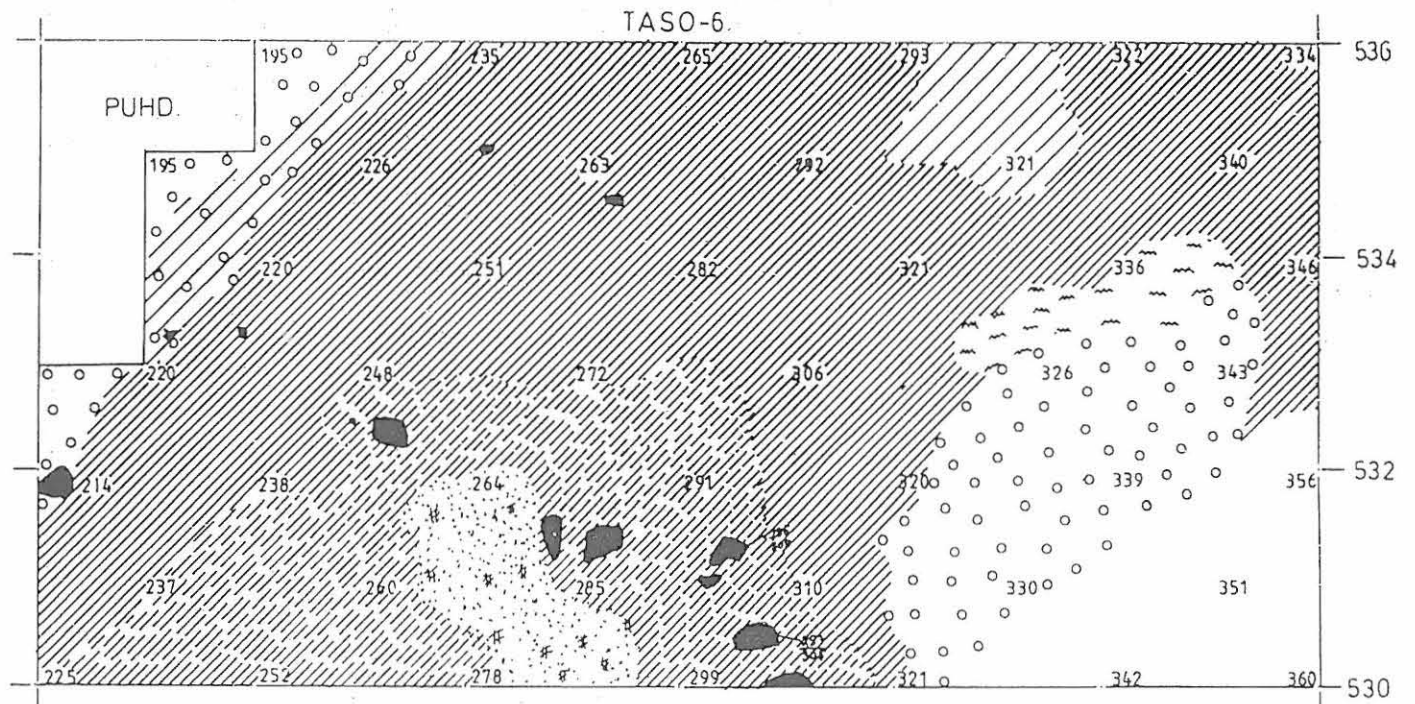 TASO-6.
195 235 265 293 322 334 536
PUHD.
195 226 263 292 321 340
220 251 282 321 336 346 534
220 248 272 306 326 343
214 238 264 291 320 339 356 532
237 260 285 310 330 351
225 252 278 299 321 342 360 530